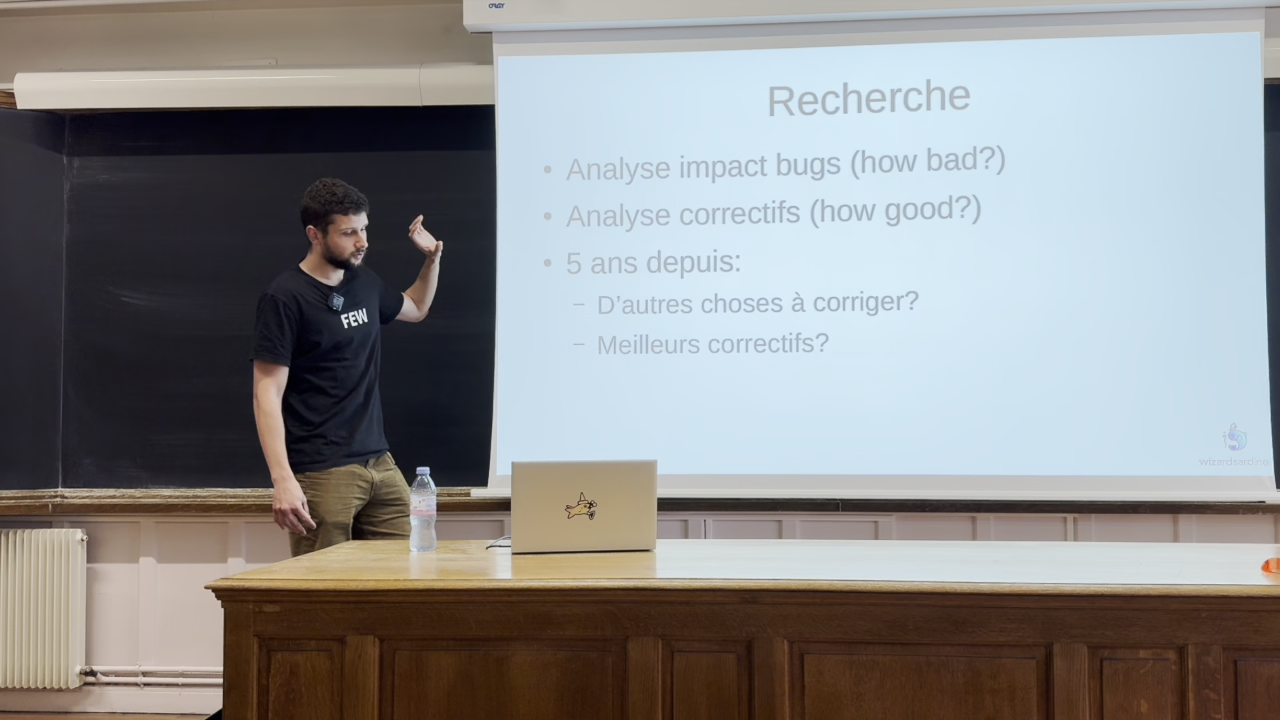 ORAY
Recherche
• Analyse impact bugs (how bad?)
• Analyse correctifs (how good?)
• 5 ans depuis:
– D'autres choses à corriger?
– Meilleurs correctifs?
FEW
wizardsardine